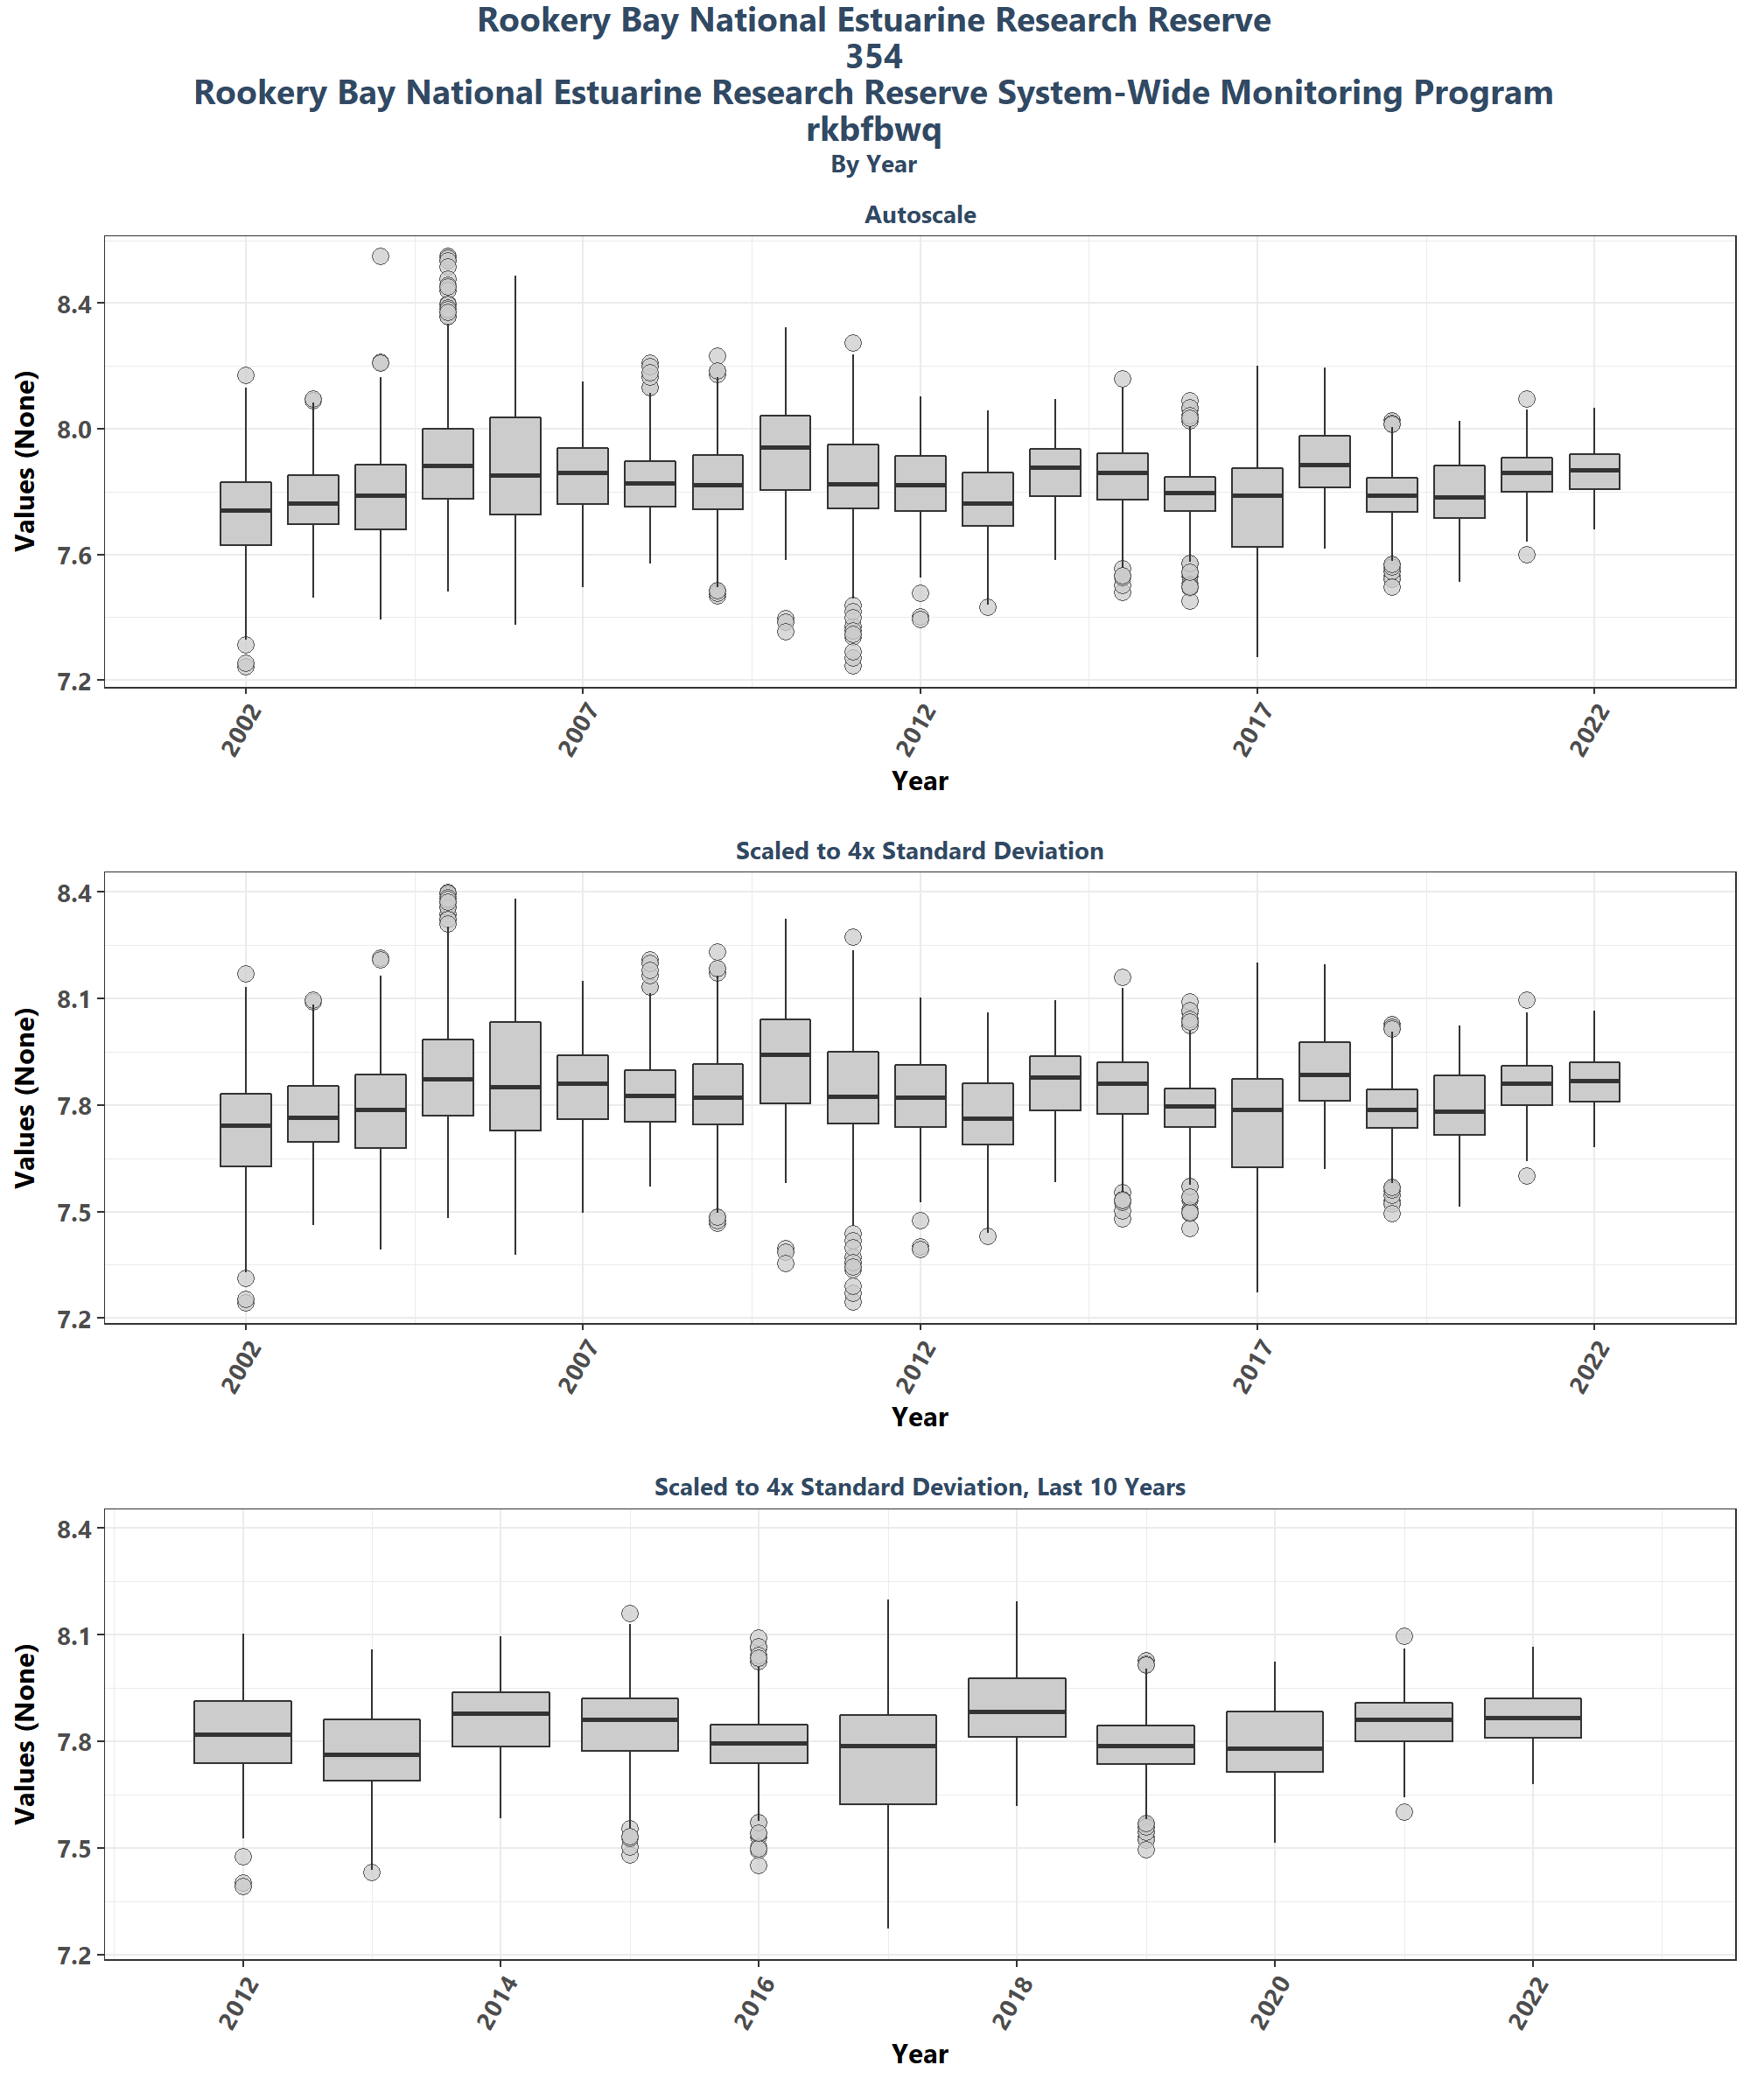 Rookery Bay National Estuarine Research Reserve
354
Rookery Bay National Estuarine Research Reserve System-Wide Monitoring Program
rkbfbwq
By Year
Autoscale
Values (None)
8.4
8.0
7.6
7.2
2002 2007 2012 2017 2022
Year
Scaled to 4x Standard Deviation
Values (None)
8.4
8.1
7.8
7.5
7.2
2002 2007 2012 2017 2022
Year
Scaled to 4x Standard Deviation, Last 10 Years
Values (None)
8.4
8.1
7.8
7.5
7.2
2012 2014 2016 2018 2020 2022
Year